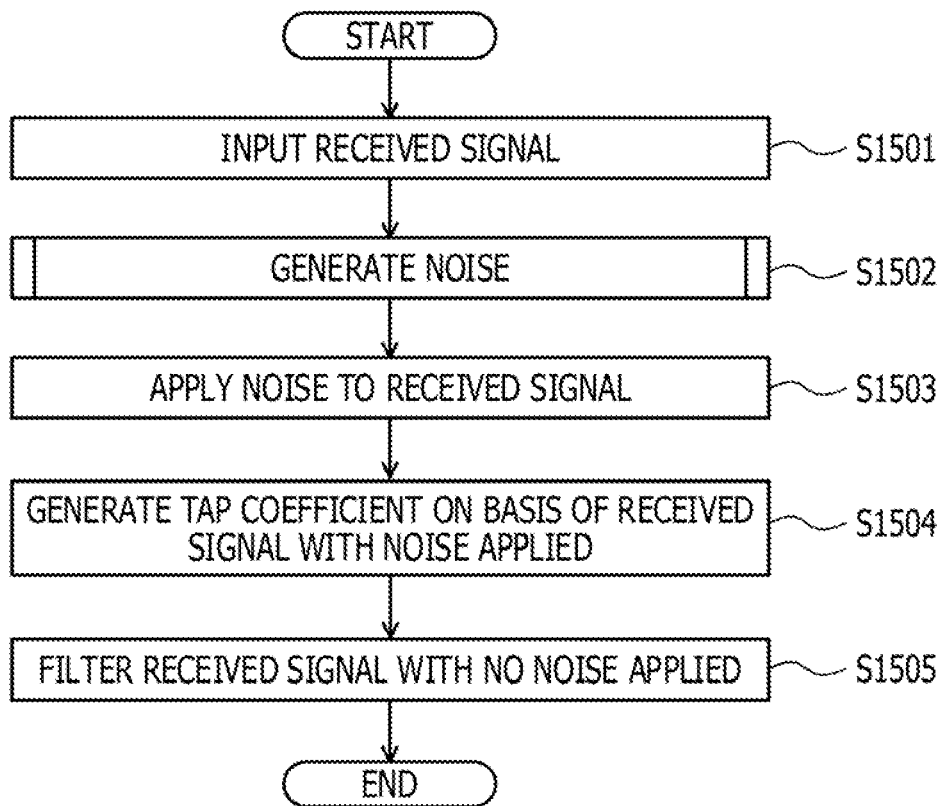 START
INPUT RECEIVED SIGNAL
S1501
GENERATE NOISE
S1502
APPLY NOISE TO RECEIVED SIGNAL
S1503
GENERATE TAP COEFFICIENT ON BASIS OF RECEIVED
SIGNAL WITH NOISE APPLIED
S1504
FILTER RECEIVED SIGNAL WITH NO NOISE APPLIED
S1505
END